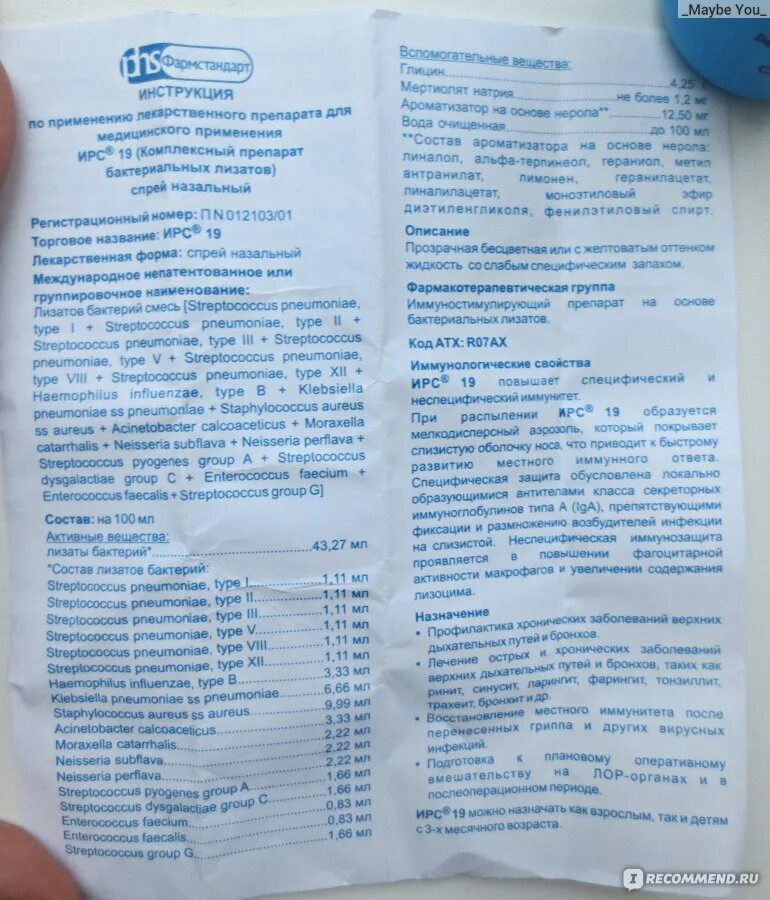 _Maybe You_
phs Фармстандарт
ИНСТРУКЦИЯ
по применению лекарственного препарата для
медицинского применения
ИРС® 19 (Комплексный препарат
бактериальных лизатов)
спрей назальный
Регистрационный номер: П N 012103/01
Торговое название: ИРС® 19
Лекарственная форма: спрей назальный
Международное непатентованное или
группировочное наименование:
Лизатов бактерий смесь [Streptococcus pneumoniae,
type I + Streptococcus pneumoniae, type II +
Streptococcus pneumoniae, type III + Streptococcus
pneumoniae, type V + Streptococcus pneumoniae,
type VIII + Streptococcus pneumoniae, type XII +
Haemophilus influenzae, type B + Klebsiella
pneumoniae ss pneumoniae + Staphylococcus aureus
ss aureus + Acinetobacter calcoaceticus + Moraxella
catarrhalis + Neisseria subflava + Neisseria perflava +
Streptococcus pyogenes group A + Streptococcus
dysgalactiae group C + Enterococcus faecium +
Enterococcus faecalis + Streptococcus group G]
Состав: на 100 мл
Активные вещества:
лизаты бактерий*...43,27 мл
*Состав лизатов бактерий:
Streptococcus pneumoniae, type I...1,11 мл
Streptococcus pneumoniae, type II...1,11 мл
Streptococcus pneumoniae, type III...1,11 мл
Streptococcus pneumoniae, type V...1,11 мл
Streptococcus pneumoniae, type VIII...1,11 мл
Streptococcus pneumoniae, type XII...1,11 мл
Haemophilus influenzae, type B...3,33 мл
Klebsiella pneumoniae ss pneumoniae...6,66 мл
Staphylococcus aureus ss aureus...9,99 мл
Acinetobacter calcoaceticus...3,33 мл
Moraxella catarrhalis...2,22 мл
Neisseria subflava...2,22 мл
Neisseria perflava...2,22 мл
Streptococcus pyogenes group A...1,66 мл
Streptococcus dysgalactiae group C...1,66 мл
Enterococcus faecium...0,83 мл
Enterococcus faecalis...0,83 мл
Streptococcus group G...1,66 мл
Вспомогательные вещества:
Глицин...4,25 г
Мертиолят натрия...не более 1,2 мг
Ароматизатор на основе нерола**...12,50 мг
Вода очищенная...до 100 мл
**Состав ароматизатора на основе нерола:
линалол, альфа-терпинеол, гераниол, метил
антранилат, лимонен, геранилацетат,
линалилацетат, моноэтиловый эфир
диэтиленгликоля, фенилэтиловый спирт.
Описание
Прозрачная бесцветная или с желтоватым оттенком
жидкость со слабым специфическим запахом.
Фармакотерапевтическая группа
Иммуностимулирующий препарат на основе
бактериальных лизатов.
Код АТХ: R07AX
Иммунологические свойства
ИРС® 19 повышает специфический и
неспецифический иммунитет.
При распылении ИРС® 19 образуется
мелкодисперсный аэрозоль, который покрывает
слизистую оболочку носа, что приводит к быстрому
развитию местного иммунного ответа.
Специфическая защита обусловлена локально
образующимися антителами класса секреторных
иммуноглобулинов типа А (IgA), препятствующими
фиксации и размножению возбудителей инфекции
на слизистой. Неспецифическая иммунозащита
проявляется в повышении фагоцитарной
активности макрофагов и увеличении содержания
лизоцима.
Назначение
• Профилактика хронических заболеваний верхних
дыхательных путей и бронхов.
• Лечение острых и хронических заболеваний
верхних дыхательных путей и бронхов, таких как
ринит, синусит, ларингит, фарингит, тонзиллит,
трахеит, бронхит и др.
• Восстановление местного иммунитета после
перенесенных гриппа и других вирусных
инфекций.
• Подготовка к плановому оперативному
вмешательству на ЛОР-органах и в
послеоперационном периоде.
ИРС® 19 можно назначать как взрослым, так и детям
с 3-х месячного возраста.
I RECOMMEND.RU